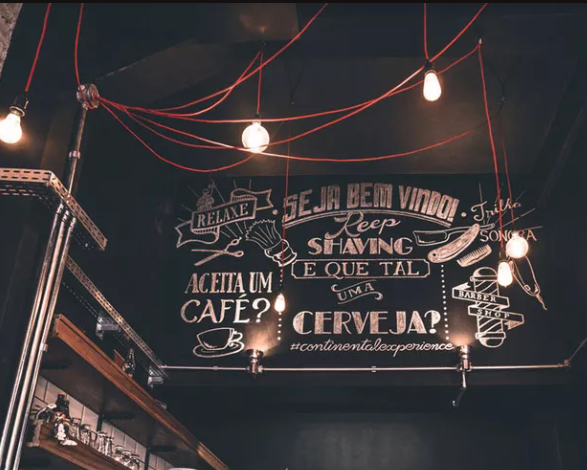 RELAXE
ACEITA UM
CAFÉ?
SEJA BEM VINDO!
Keep
SHAVING
E QUE TAL
UMA
CERVEJA?
#continentalexperience
Trilha
SONORA
BARBER
SHOP